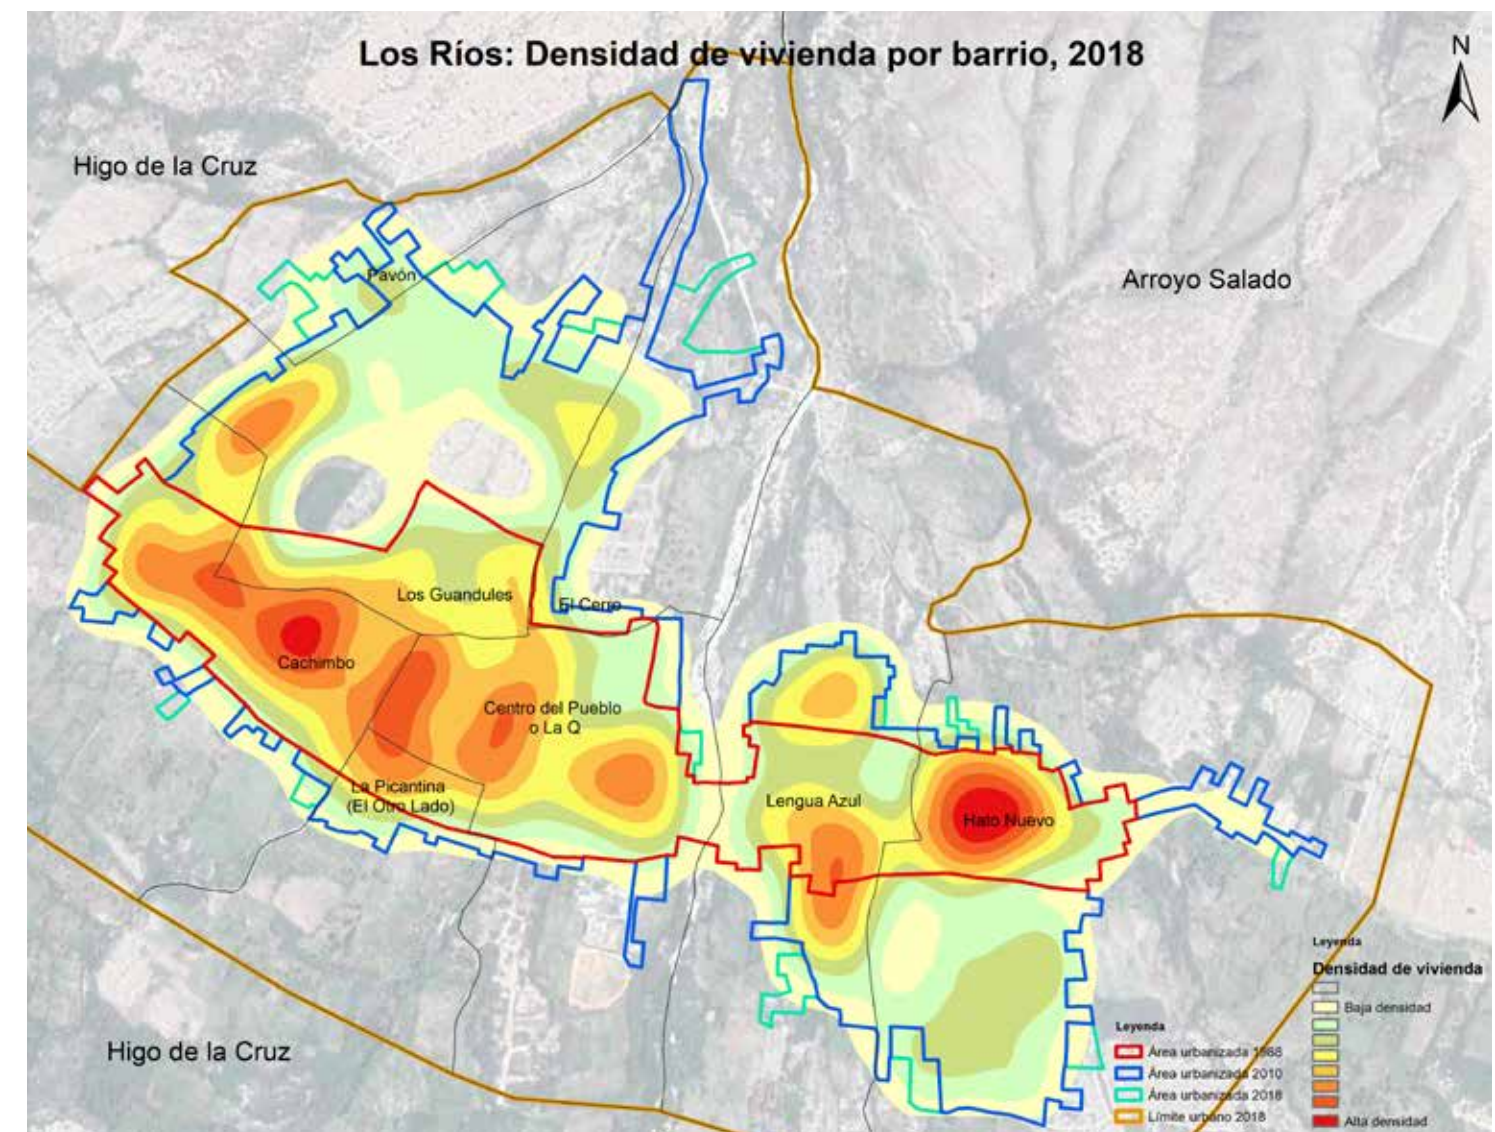 Los Ríos: Densidad de vivienda por barrio, 2018
N
Higo de la Cruz
Arroyo Salado
Pavón
Los Guandules
El Cerro
Cachimbo
Centro del Pueblo
o La Q
La Picantina
(El Otro Lado)
Lengua Azul
Hato Nuevo
Higo de la Cruz
Leyenda
Densidad de vivienda
Baja densidad
Alta densidad
Leyenda
Área urbanizada 1988
Área urbanizada 2010
Área urbanizada 2018
Límite urbano 2018